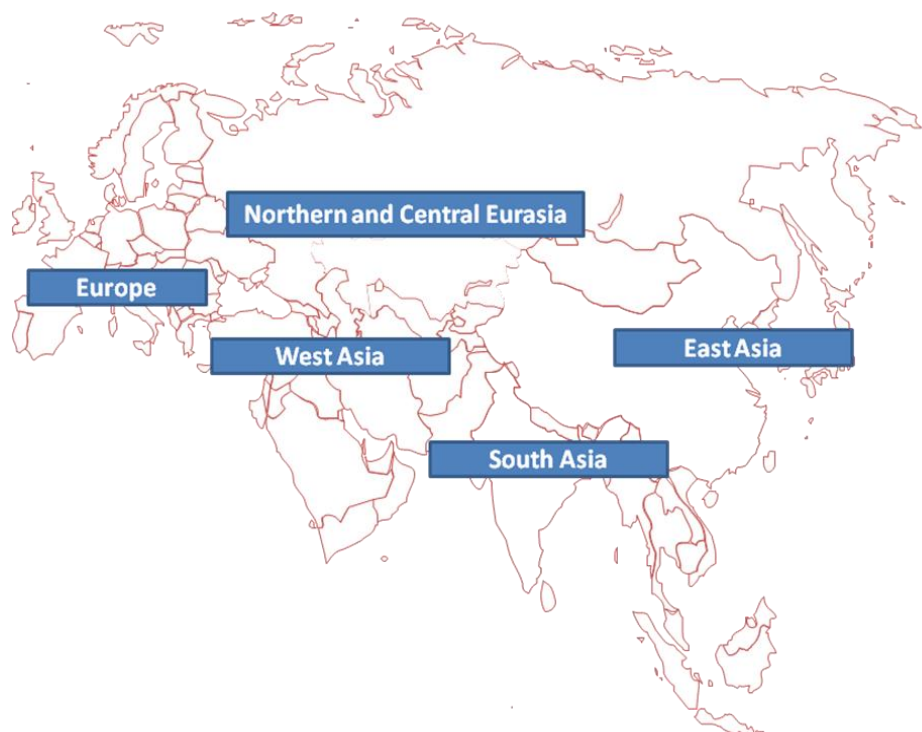 Northern and Central Eurasia
Europe
West Asia
East Asia
South Asia